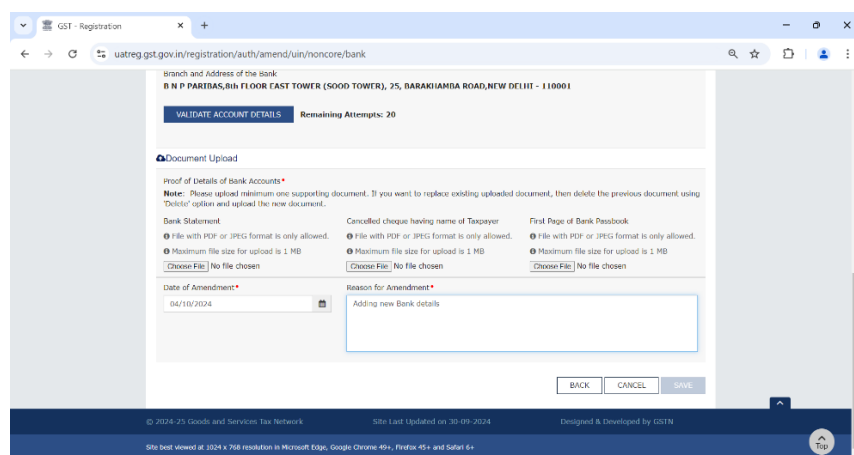 GST - Registration
uatreg.gst.gov.in/registration/auth/amend/uin/noncore/bank
Branch and Address of the Bank
B N P PARIBAS,8th FLOOR EAST TOWER (SOOD TOWER), 25, BARAKHAMBA ROAD,NEW DELHI - 110001
VALIDATE ACCOUNT DETAILS Remaining Attempts: 20
Document Upload
Proof of Details of Bank Accounts•
Note: Please upload minimum one supporting document. If you want to replace existing uploaded document, then delete the previous document using
'Delete' option and upload the new document.
Bank Statement Cancelled cheque having name of Taxpayer First Page of Bank Passbook
File with PDF or JPEG format is only allowed. File with PDF or JPEG format is only allowed. File with PDF or JPEG format is only allowed.
Maximum file size for upload is 1 MB Maximum file size for upload is 1 MB Maximum file size for upload is 1 MB
Choose File No file chosen Choose File No file chosen Choose File No file chosen
Date of Amendment• Reason for Amendment•
04/10/2024 Adding new Bank details
BACK CANCEL SAVE
© 2024-25 Goods and Services Tax Network Site Last Updated on 30-09-2024 Designed & Developed by GSTN
Site best viewed at 1024 x 768 resolution in Microsoft Edge, Google Chrome 49+, Firefox 45+ and Safari 6+
Top